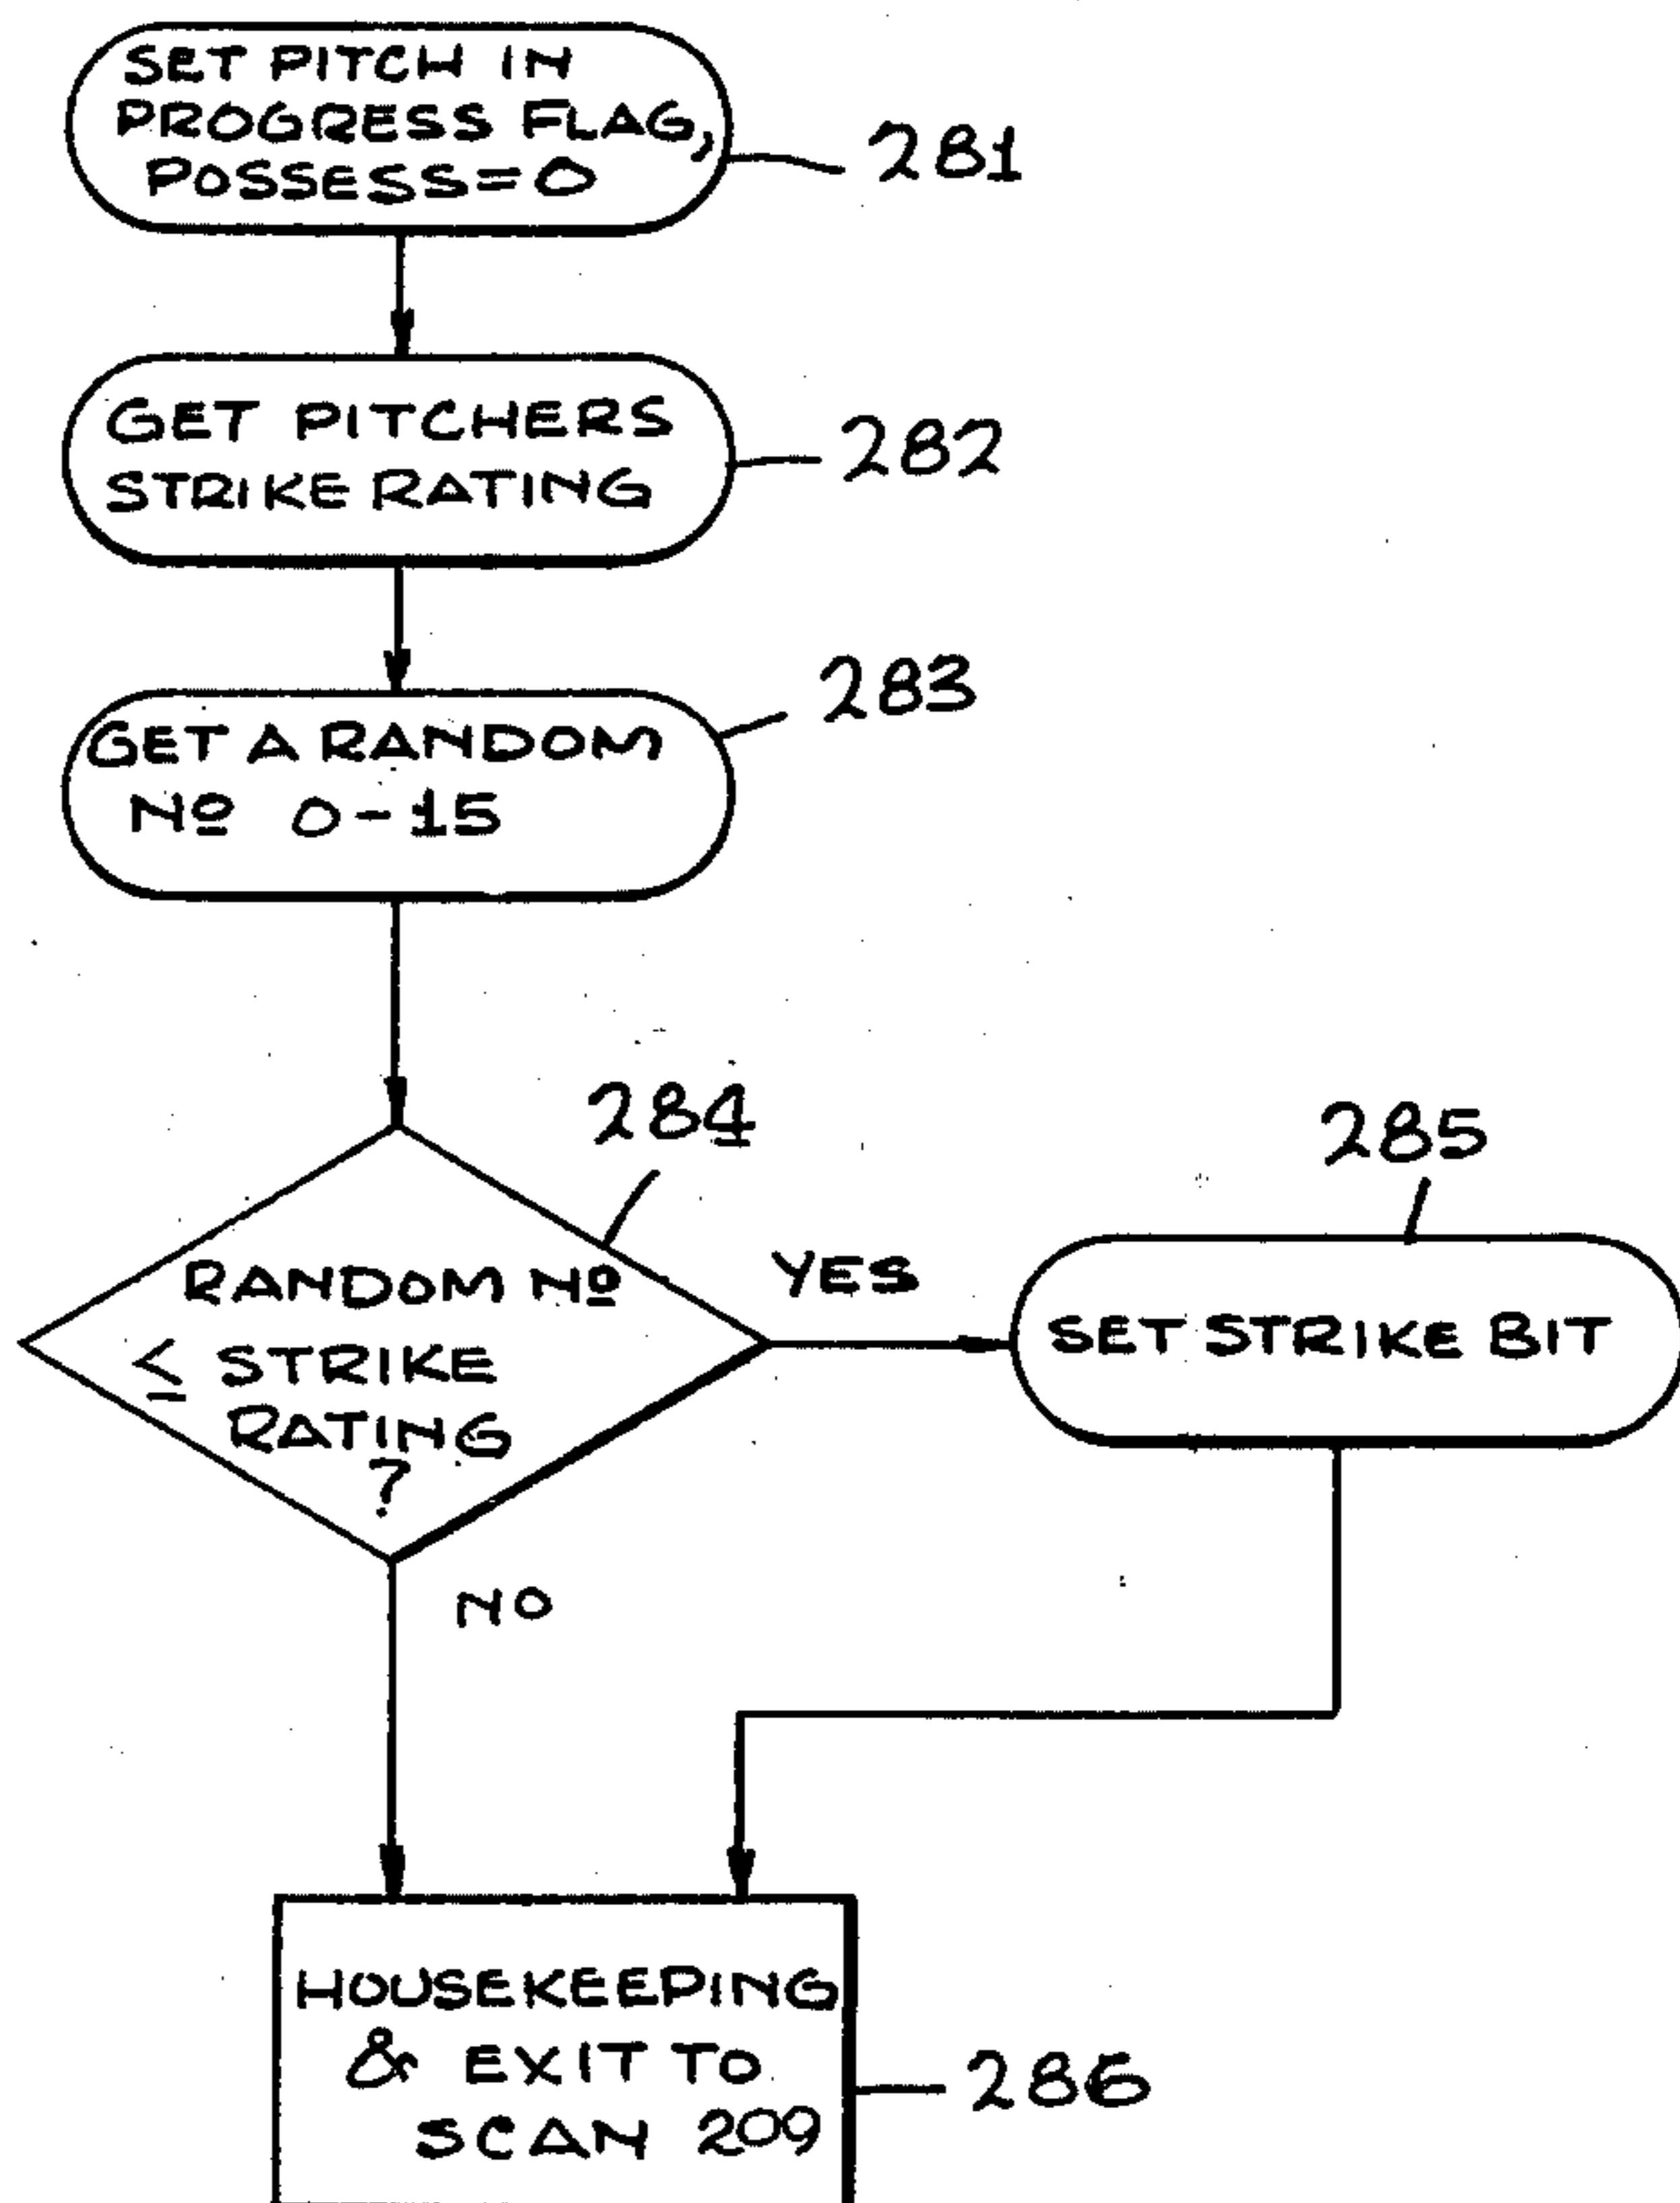 SET PITCH IN
PROGRESS FLAG,
POSSESS=0
281
GET PITCHERS
STRIKE RATING
282
283
GET A RANDOM
Nº 0-15
284
RANDOM Nº
≤ STRIKE
RATING
?
YES
285
SET STRIKE BIT
NO
HOUSEKEEPING
& EXIT TO
SCAN 209
286